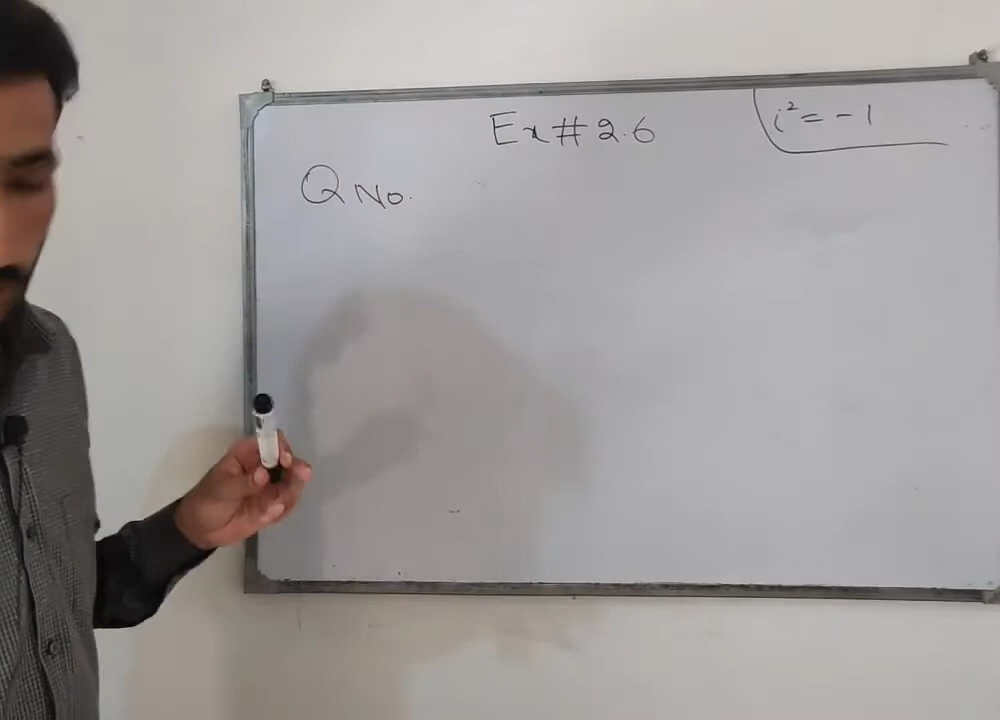 Ex # 2.6
i² = -1
Q No.